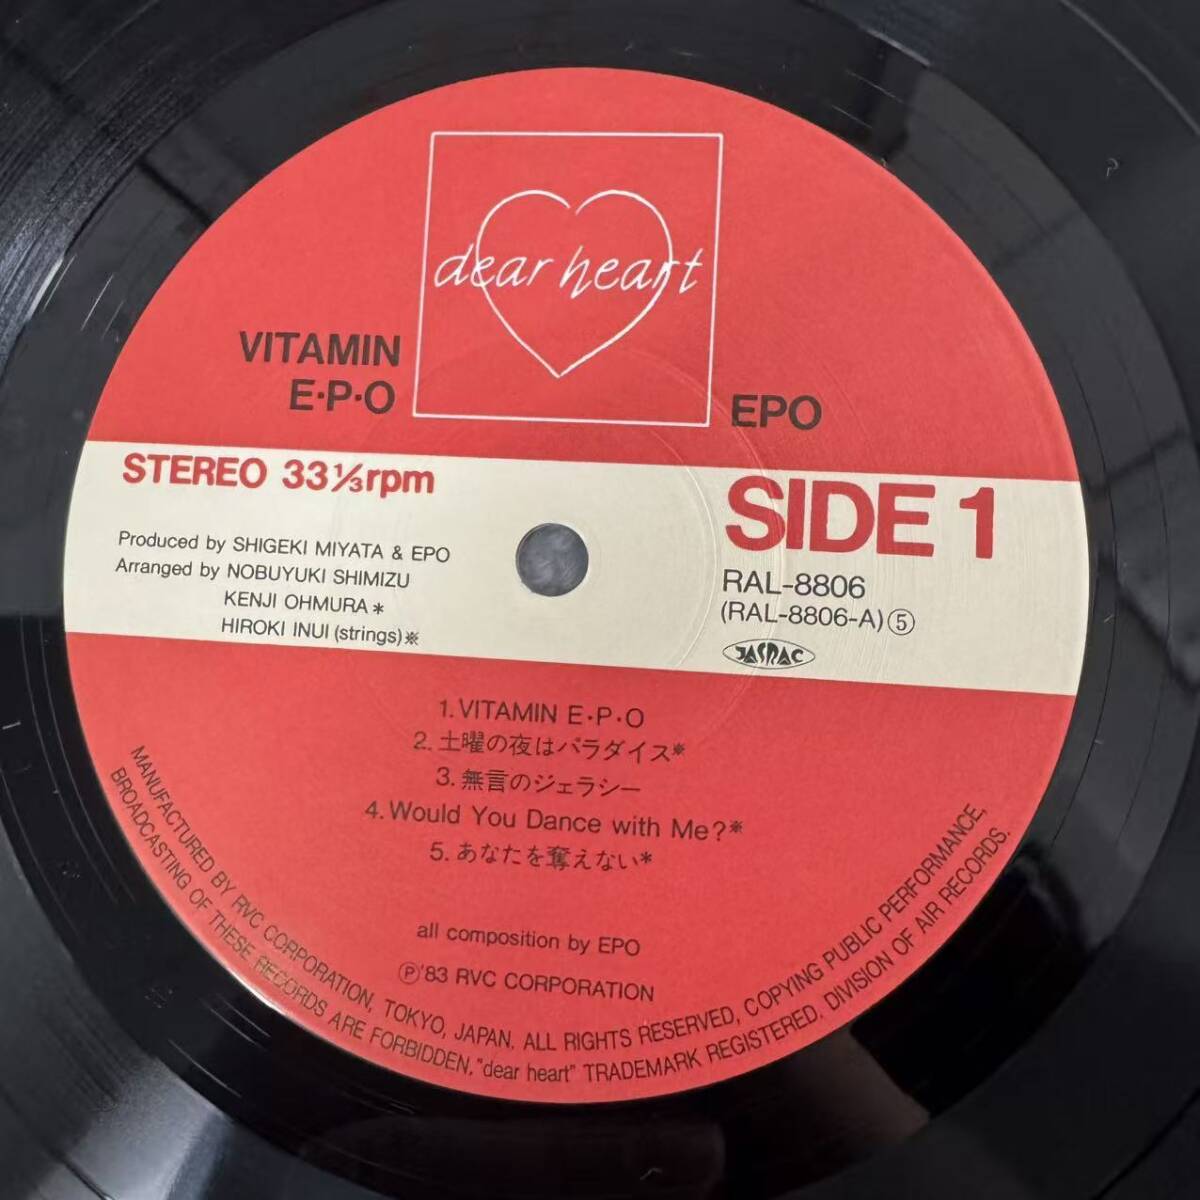 dear heart
VITAMIN
E・P・O
EPO
STEREO 33⅓rpm
SIDE 1
Produced by SHIGEKI MIYATA & EPO
Arranged by NOBUYUKI SHIMIZU
KENJI OHMURA*
HIROKI INUI (strings)※
RAL-8806
(RAL-8806-A)⑤
JASRAC
1. VITAMIN E・P・O
2. 土曜の夜はパラダイス※
3. 無言のジェラシー
4. Would You Dance with Me?※
5. あなたを奪えない*
all composition by EPO
Ⓟ'83 RVC CORPORATION
MANUFACTURED BY RVC CORPORATION, TOKYO, JAPAN. ALL RIGHTS RESERVED, COPYING PUBLIC PERFORMANCE,
BROADCASTING OF THESE RECORDS ARE FORBIDDEN. "dear heart" TRADEMARK REGISTERED. DIVISION OF AIR RECORDS.